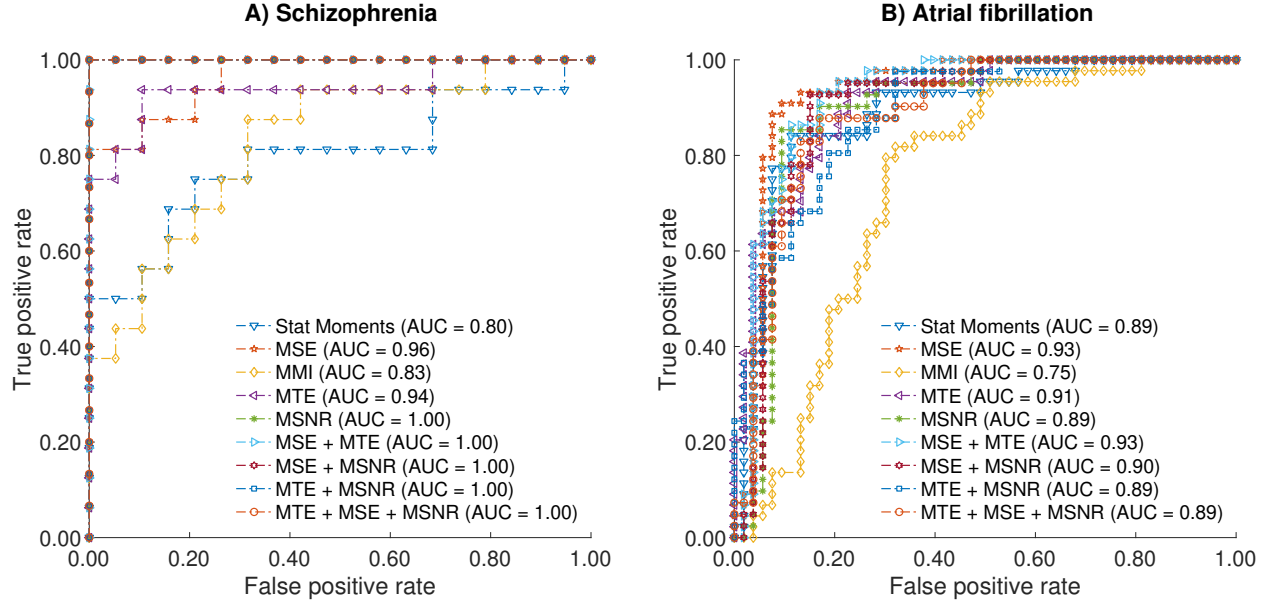 A) Schizophrenia
1.00
0.80
0.60
0.40
0.20
0.00
True positive rate
Stat Moments (AUC = 0.80)
MSE (AUC = 0.96)
MMI (AUC = 0.83)
MTE (AUC = 0.94)
MSNR (AUC = 1.00)
MSE + MTE (AUC = 1.00)
MSE + MSNR (AUC = 1.00)
MTE + MSNR (AUC = 1.00)
MTE + MSE + MSNR (AUC = 1.00)
0.00 0.20 0.40 0.60 0.80 1.00
False positive rate
B) Atrial fibrillation
1.00
0.80
0.60
0.40
0.20
0.00
True positive rate
Stat Moments (AUC = 0.89)
MSE (AUC = 0.93)
MMI (AUC = 0.75)
MTE (AUC = 0.91)
MSNR (AUC = 0.89)
MSE + MTE (AUC = 0.93)
MSE + MSNR (AUC = 0.90)
MTE + MSNR (AUC = 0.89)
MTE + MSE + MSNR (AUC = 0.89)
0.00 0.20 0.40 0.60 0.80 1.00
False positive rate